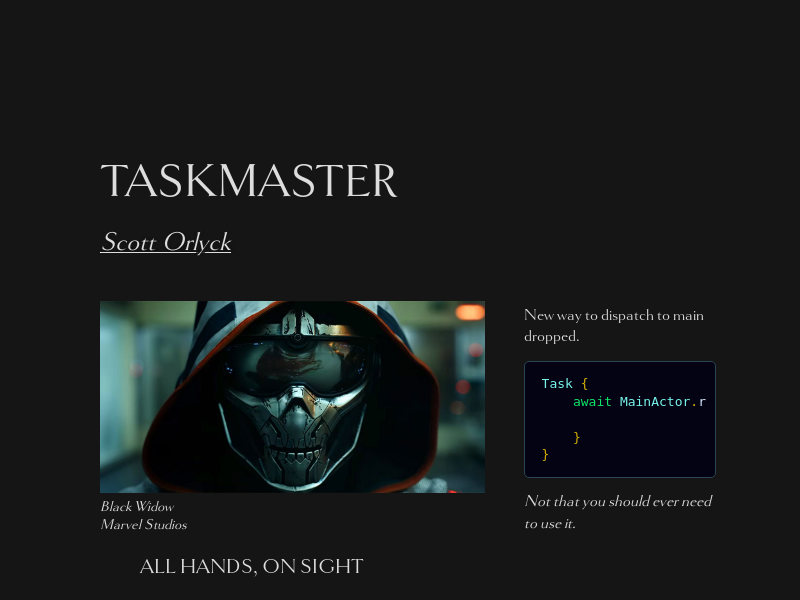 TASKMASTER
Scott Orlyck
Black Widow
Marvel Studios
ALL HANDS, ON SIGHT
New way to dispatch to main
dropped.
Task {
    await MainActor.r
    }
}
Not that you should ever need
to use it.